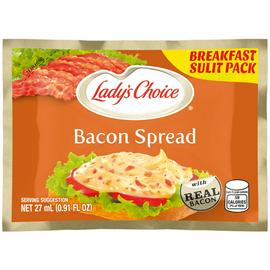 BREAKFAST
SULIT PACK
Lady's Choice
Bacon Spread
with
REAL
BACON
SERVING SUGGESTION
NET 27 mL (0.91 FL OZ)
CALORIES